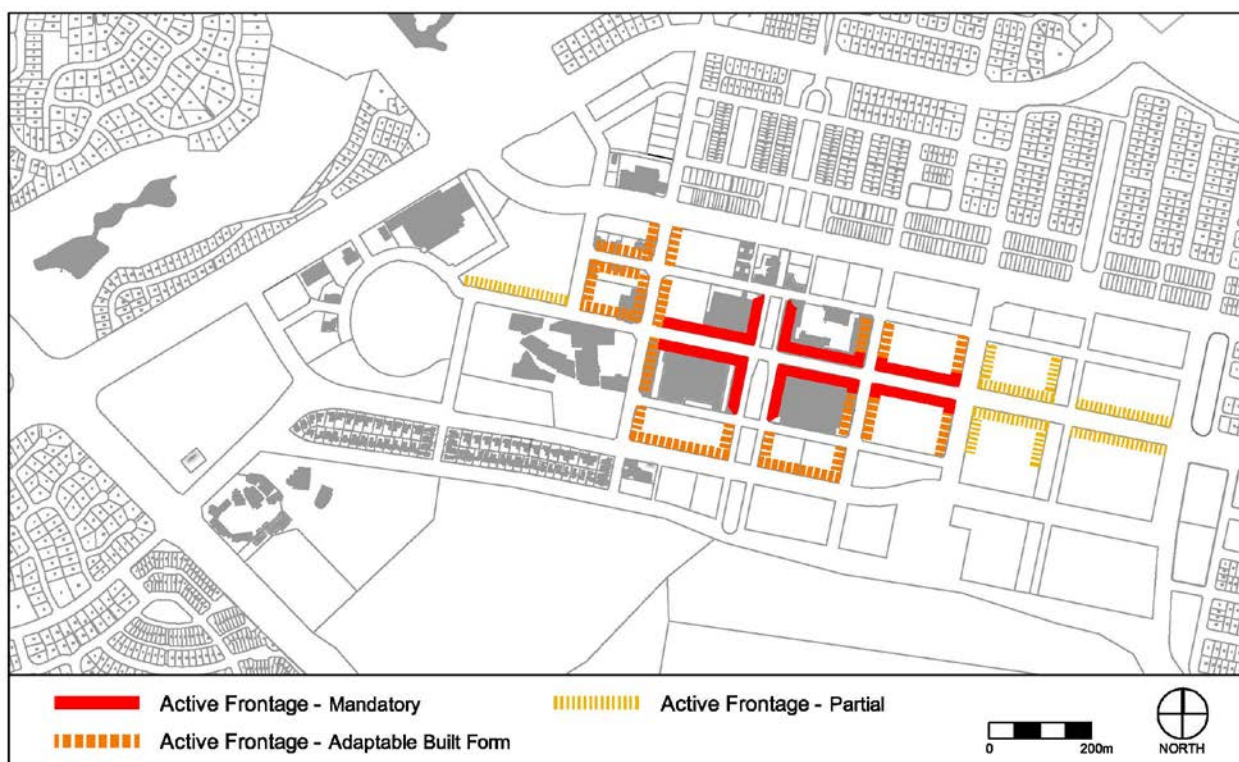 Active Frontage - Mandatory
Active Frontage - Partial
Active Frontage - Adaptable Built Form
0 200m
NORTH